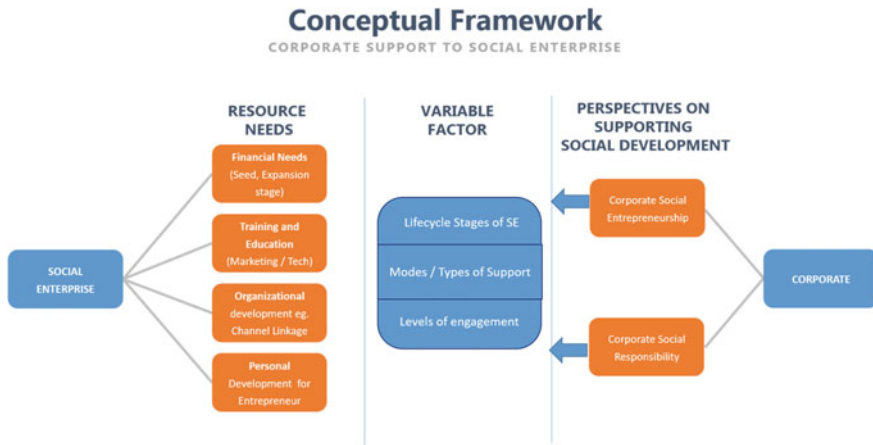 Conceptual Framework
CORPORATE SUPPORT TO SOCIAL ENTERPRISE
RESOURCE
NEEDS
VARIABLE
FACTOR
PERSPECTIVES ON
SUPPORTING
SOCIAL DEVELOPMENT
SOCIAL
ENTERPRISE
Financial Needs
(Seed, Expansion
stage)
Training and
Education
(Marketing / Tech)
Organizational
development eg.
Channel Linkage
Personal
Development for
Entrepreneur
Lifecycle Stages of SE
Modes / Types of Support
Levels of engagement
Corporate Social
Entrepreneurship
Corporate Social
Responsibility
CORPORATE